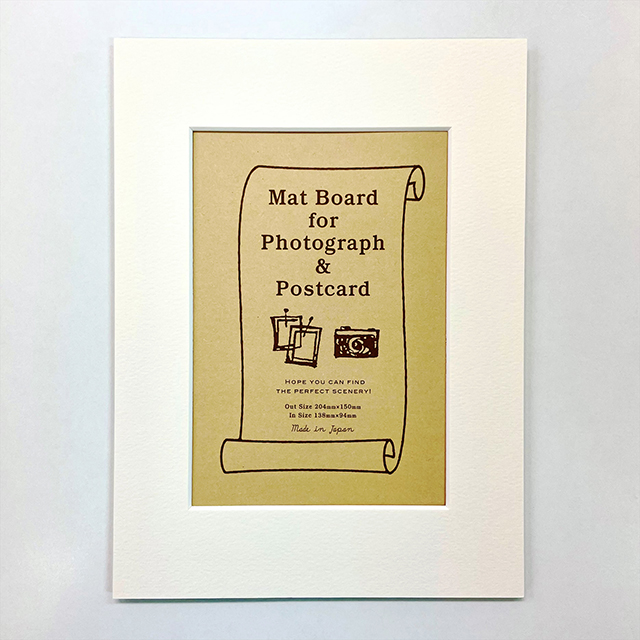 Mat Board
for
Photograph
&
Postcard
HOPE YOU CAN FIND
THE PERFECT SCENERY!
Out Size 204mm×150mm
In Size 138mm×94mm
Made in Japan